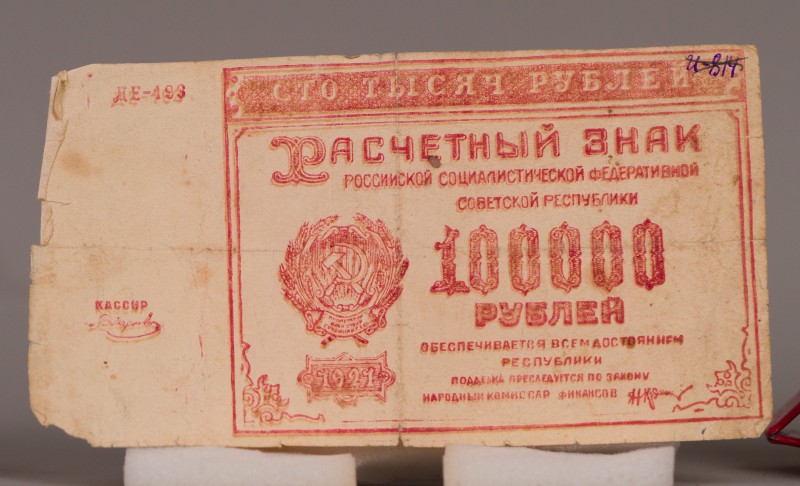 ДЕ-493
И-814
СТО ТЫСЯЧ РУБЛЕЙ
РАСЧЕТНЫЙ ЗНАК
РОССИЙСКОЙ СОЦИАЛИСТИЧЕСКОЙ ФЕДЕРАТИВНОЙ
СОВЕТСКОЙ РЕСПУБЛИКИ
100000
РУБЛЕЙ
КАССИР
1921
ОБЕСПЕЧИВАЕТСЯ ВСЕМ ДОСТОЯНИЕМ
РЕСПУБЛИКИ
ПОДДЕЛКА ПРЕСЛЕДУЕТСЯ ПО ЗАКОНУ
НАРОДНЫЙ КОМИССАР ФИНАНСОВ